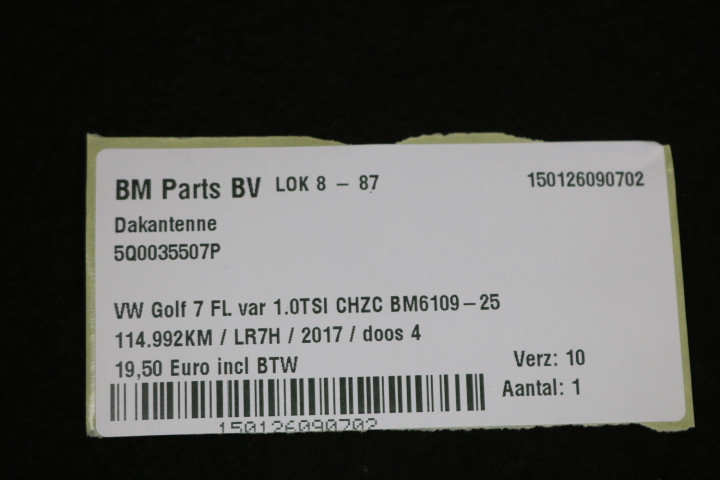 BM Parts BV LOK 8 - 87 150126090702
Dakantenne
5Q0035507P
VW Golf 7 FL var 1.0TSI CHZC BM6109-25
114.992KM / LR7H / 2017 / doos 4
19,50 Euro incl BTW Verz: 10
Aantal: 1
150126090702